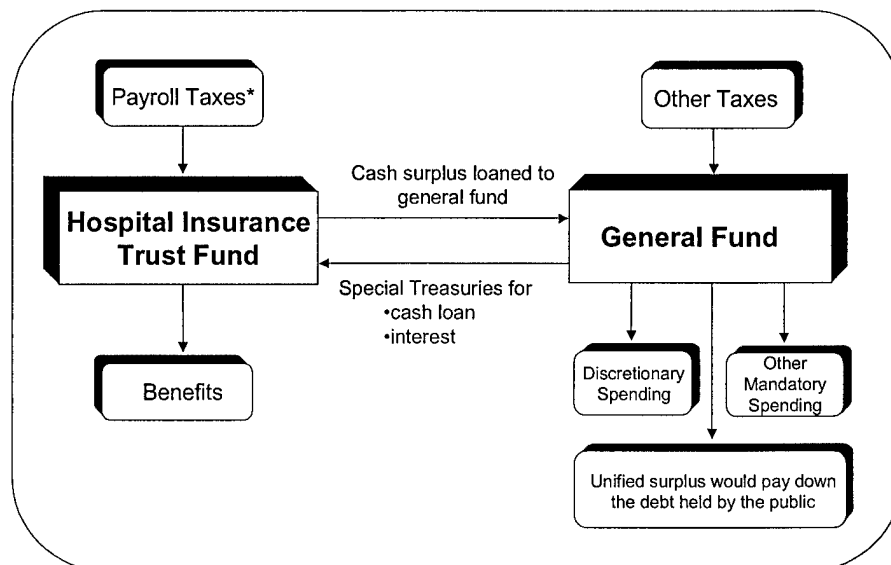 Payroll Taxes*
Other Taxes
Cash surplus loaned to
general fund
Hospital Insurance
Trust Fund
General Fund
Special Treasuries for
•cash loan
•interest
Benefits
Discretionary
Spending
Other
Mandatory
Spending
Unified surplus would pay down
the debt held by the public